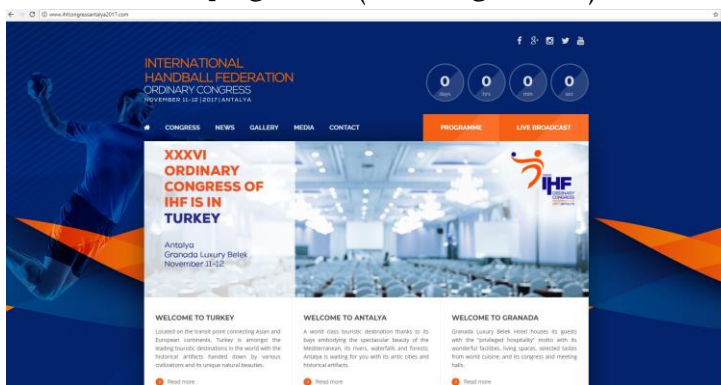 www.ihfcongressantalya2017.com
INTERNATIONAL
HANDBALL FEDERATION
ORDINARY CONGRESS
NOVEMBER 11-12 | 2017 | ANTALYA
0 0 0 0
days hrs min sec
CONGRESS NEWS GALLERY MEDIA CONTACT PROGRAMME LIVE BROADCAST
XXXVI
ORDINARY
CONGRESS OF
IHF IS IN
TURKEY
Antalya
Granada Luxury Belek
November 11-12
IHF
ORDINARY
CONGRESS
WELCOME TO TURKEY
Located on the transit point connecting Asian and
European continents, Turkey is amongst the
leading touristic destinations in the world with the
historical artifacts handed down by various
civilizations and its unique natural beauties.
Read more
WELCOME TO ANTALYA
A world class touristic destination thanks to its
bays embodying the spectacular beauty of the
Mediterranean, its rivers, waterfalls and forests;
Antalya is waiting for you with its antic cities and
historical artifacts.
Read more
WELCOME TO GRANADA
Granada Luxury Belek Hotel houses its guests
with the "privileged hospitality" motto with its
wonderful facilities, living spaces, selected tastes
from world cuisine, and its congress and meeting
halls.
Read more